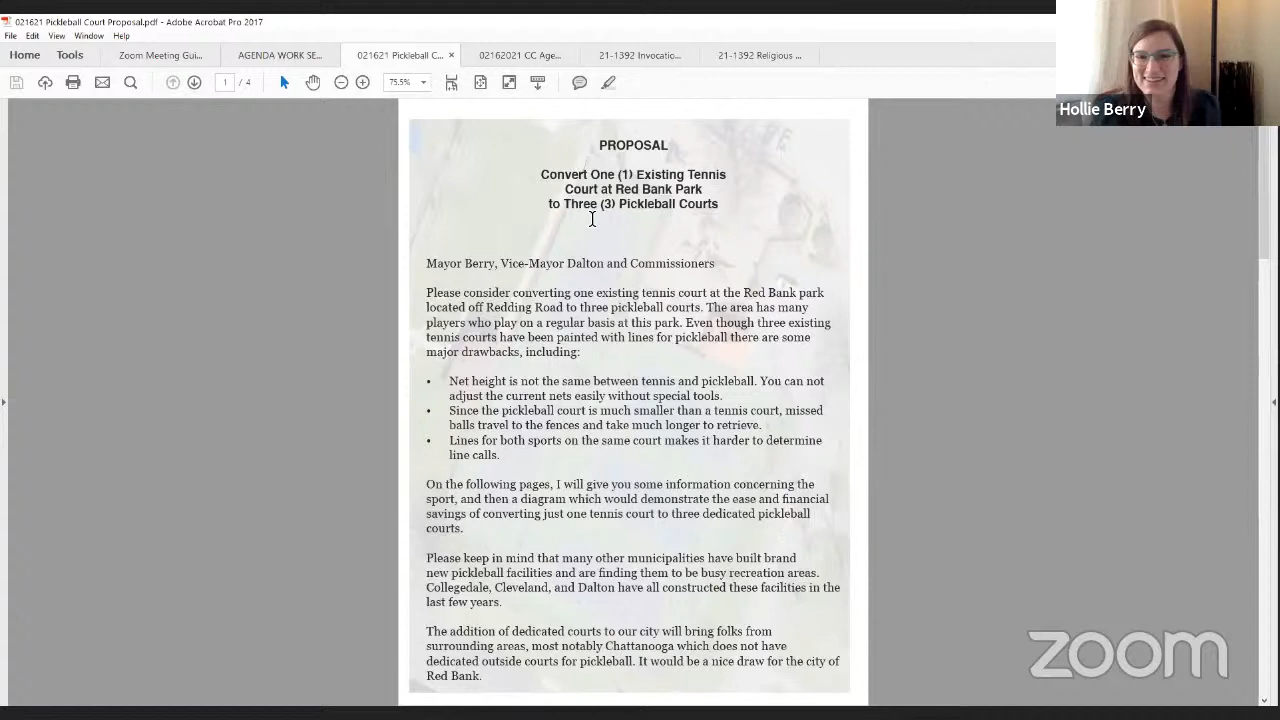 021621 Pickleball Court Proposal.pdf - Adobe Acrobat Pro 2017
File Edit View Window Help
Home Tools Zoom Meeting Gui... AGENDA WORK SE... 021621 Pickleball C... × 02162021 CC Age... 21-1392 Invocatio... 21-1392 Religious ...
1 / 4 75.5%
Hollie Berry
PROPOSAL
Convert One (1) Existing Tennis
Court at Red Bank Park
to Three (3) Pickleball Courts
Mayor Berry, Vice-Mayor Dalton and Commissioners
Please consider converting one existing tennis court at the Red Bank park
located off Redding Road to three pickleball courts. The area has many
players who play on a regular basis at this park. Even though three existing
tennis courts have been painted with lines for pickleball there are some
major drawbacks, including:
• Net height is not the same between tennis and pickleball. You can not
adjust the current nets easily without special tools.
• Since the pickleball court is much smaller than a tennis court, missed
balls travel to the fences and take much longer to retrieve.
• Lines for both sports on the same court makes it harder to determine
line calls.
On the following pages, I will give you some information concerning the
sport, and then a diagram which would demonstrate the ease and financial
savings of converting just one tennis court to three dedicated pickleball
courts.
Please keep in mind that many other municipalities have built brand
new pickleball facilities and are finding them to be busy recreation areas.
Collegedale, Cleveland, and Dalton have all constructed these facilities in the
last few years.
The addition of dedicated courts to our city will bring folks from
surrounding areas, most notably Chattanooga which does not have
dedicated outside courts for pickleball. It would be a nice draw for the city of
Red Bank.
zoom